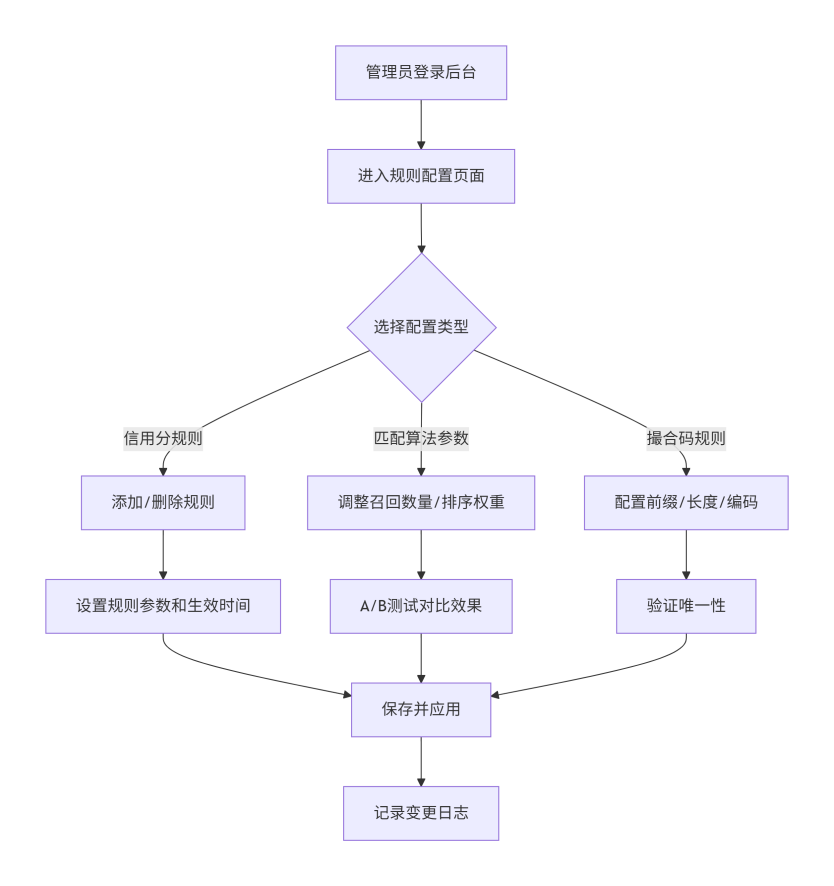 管理员登录后台
进入规则配置页面
选择配置类型
信用分规则
匹配算法参数
撮合码规则
添加/删除规则
调整召回数量/排序权重
配置前缀/长度/编码
设置规则参数和生效时间
A/B测试对比效果
验证唯一性
保存并应用
记录变更日志